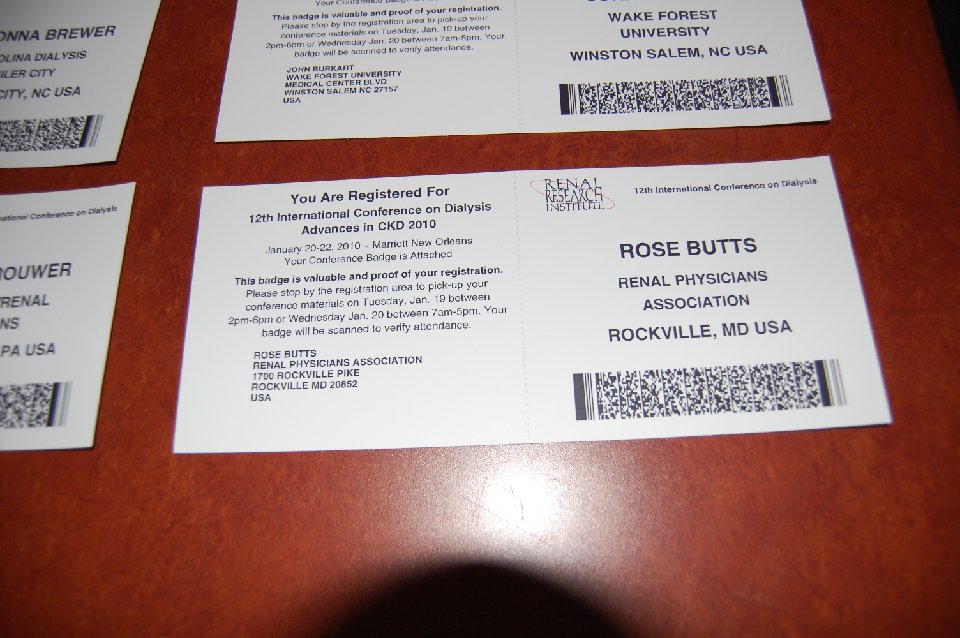 ONNA BREWER
OLINA DIALYSIS
ILER CITY
CITY, NC USA
Your Conference Badge is
This badge is valuable and proof of your registration.
Please stop by the registration area to pick-up your
conference materials on Tuesday, Jan. 19 between
2pm-6pm or Wednesday Jan. 20 between 7am-5pm. Your
badge will be scanned to verify attendance.
JOHN BURKART
WAKE FOREST UNIVERSITY
MEDICAL CENTER BLVD
WINSTON SALEM NC 27157
USA
WAKE FOREST
UNIVERSITY
WINSTON SALEM, NC USA
national Conference on Dialysis
ROUWER
RENAL
NS
PA USA
You Are Registered For
12th International Conference on Dialysis
Advances in CKD 2010
January 20-22, 2010 - Marriott New Orleans
Your Conference Badge is Attached
This badge is valuable and proof of your registration.
Please stop by the registration area to pick-up your
conference materials on Tuesday, Jan. 19 between
2pm-6pm or Wednesday Jan. 20 between 7am-5pm. Your
badge will be scanned to verify attendance.
ROSE BUTTS
RENAL PHYSICIANS ASSOCIATION
1700 ROCKVILLE PIKE
ROCKVILLE MD 20852
USA
RENAL
RESEARCH
INSTITUTE
12th International Conference on Dialysis
ROSE BUTTS
RENAL PHYSICIANS
ASSOCIATION
ROCKVILLE, MD USA